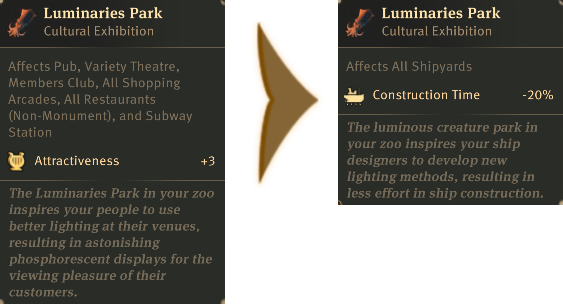 Luminaries Park
Cultural Exhibition
Affects Pub, Variety Theatre,
Members Club, All Shopping
Arcades, All Restaurants
(Non-Monument), and Subway
Station
Attractiveness +3
The Luminaries Park in your zoo
inspires your people to use
better lighting at their venues,
resulting in astonishing
phosphorescent displays for the
viewing pleasure of their
customers.
Luminaries Park
Cultural Exhibition
Affects All Shipyards
Construction Time -20%
The luminous creature park in
your zoo inspires your ship
designers to develop new
lighting methods, resulting in
less effort in ship construction.